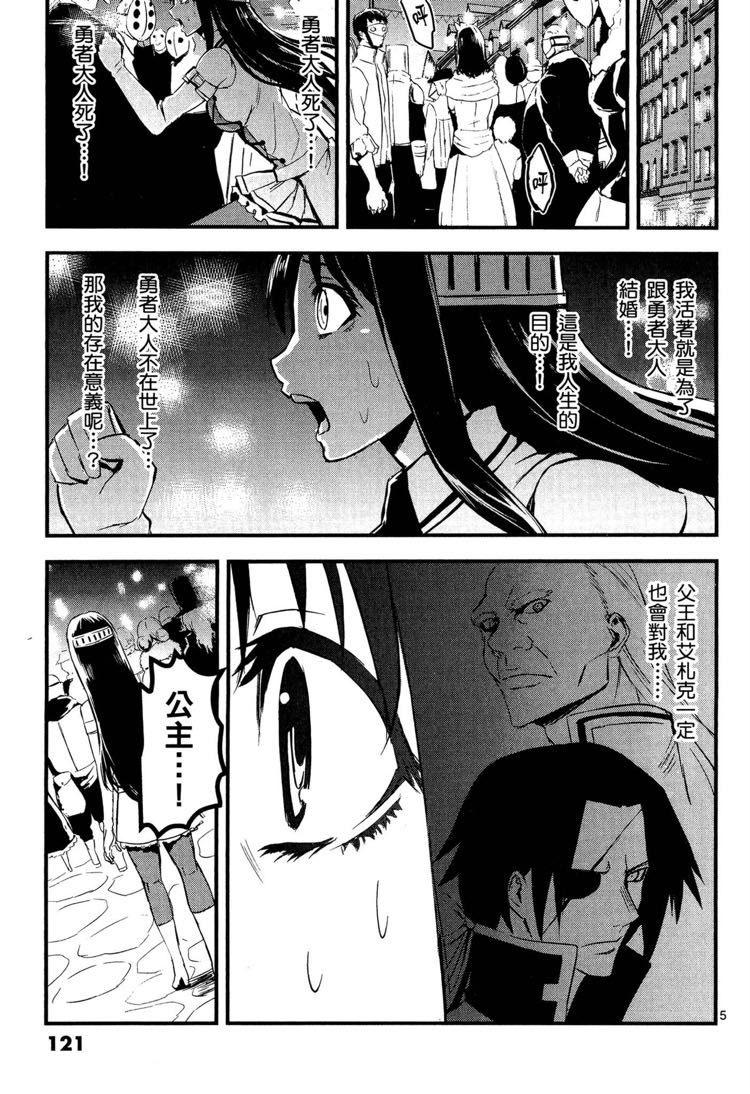 呼
呼
勇者大人死了…！
勇者大人死了…！
我活著就是為了
跟勇者大人
結婚…！
這是我人生的
目的…！
勇者大人不在世上了…
那我的存在意義呢…？
父王和艾札克一定
也會對我……
公主…！
5
121